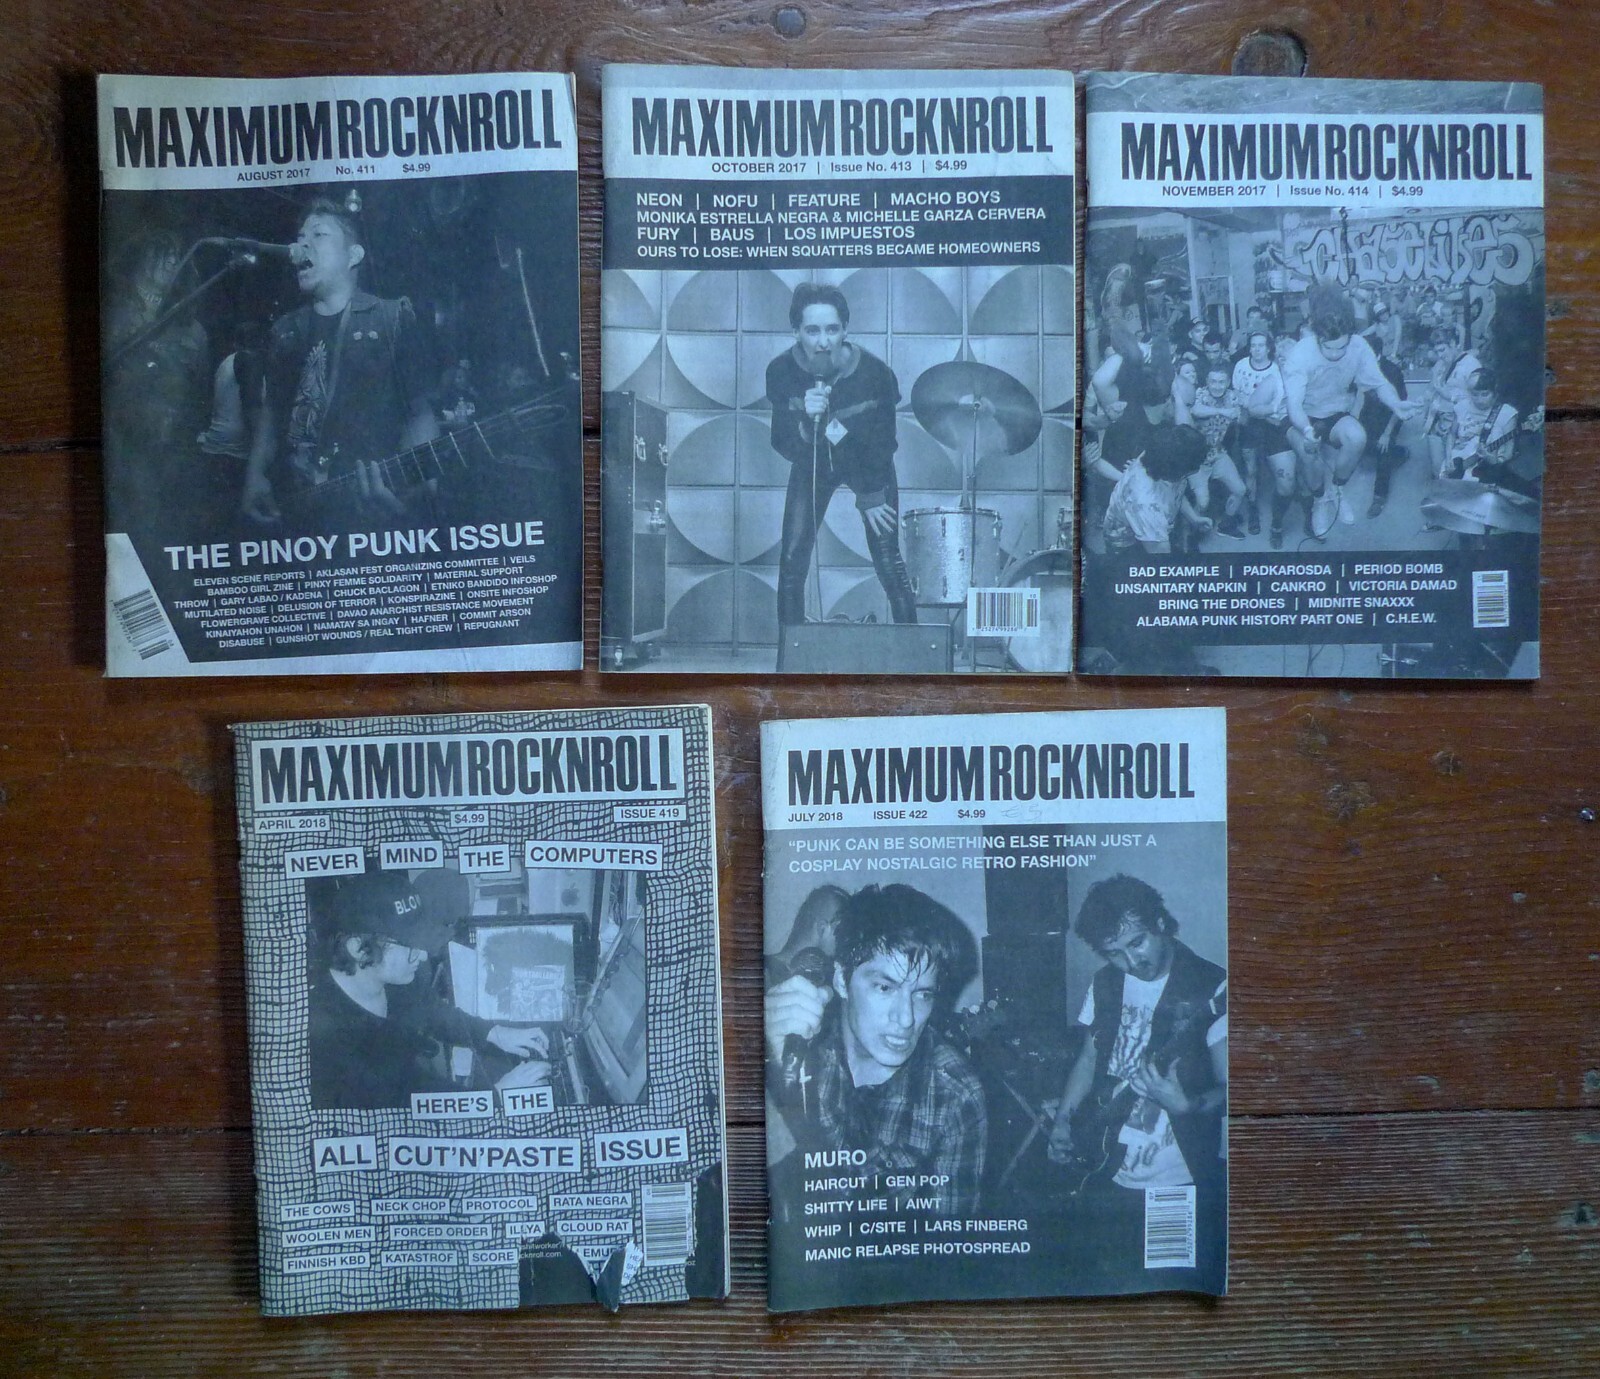 MAXIMUMROCKNROLL
AUGUST 2017 No. 411 $4.99
THE PINOY PUNK ISSUE
ELEVEN SCENE REPORTS | AKLASAN FEST ORGANIZING COMMITTEE | VEILS
BAMBOO GIRL ZINE | PINXY FEMME SOLIDARITY | MATERIAL SUPPORT
THROW | GARY LABAO / KADENA | CHUCK BACLAGON | ETNIKO BANDIDO INFOSHOP
MUTILATED NOISE | DELUSION OF TERROR | KONSPIRAZINE | ONSITE INFOSHOP
FLOWERGRAVE COLLECTIVE | DAVAO ANARCHIST RESISTANCE MOVEMENT
KINAIYAHON UNAHON | NAMATAY SA INGAY | HAFNER | COMMIT ARSON
DISABUSE | GUNSHOT WOUNDS / REAL TIGHT CREW | REPUGNANT
MAXIMUMROCKNROLL
OCTOBER 2017 | Issue No. 413 | $4.99
NEON | NOFU | FEATURE | MACHO BOYS
MONIKA ESTRELLA NEGRA & MICHELLE GARZA CERVERA
FURY | BAUS | LOS IMPUESTOS
OURS TO LOSE: WHEN SQUATTERS BECAME HOMEOWNERS
MAXIMUMROCKNROLL
NOVEMBER 2017 | Issue No. 414 | $4.99
BAD EXAMPLE | PADKAROSDA | PERIOD BOMB
UNSANITARY NAPKIN | CANKRO | VICTORIA DAMAD
BRING THE DRONES | MIDNITE SNAXXX
ALABAMA PUNK HISTORY PART ONE | C.H.E.W.
MAXIMUMROCKNROLL
APRIL 2018 $4.99 ISSUE 419
NEVER MIND THE COMPUTERS
HERE'S THE
ALL CUT'N'PASTE ISSUE
THE COWS NECK CHOP PROTOCOL RATA NEGRA
WOOLEN MEN FORCED ORDER ILLYA CLOUD RAT
FINNISH KBD KATASTROF SCORE
MAXIMUMROCKNROLL
JULY 2018 ISSUE 422 $4.99
"PUNK CAN BE SOMETHING ELSE THAN JUST A
COSPLAY NOSTALGIC RETRO FASHION"
MURO
HAIRCUT | GEN POP
SHITTY LIFE | AIWT
WHIP | C/SITE | LARS FINBERG
MANIC RELAPSE PHOTOSPREAD